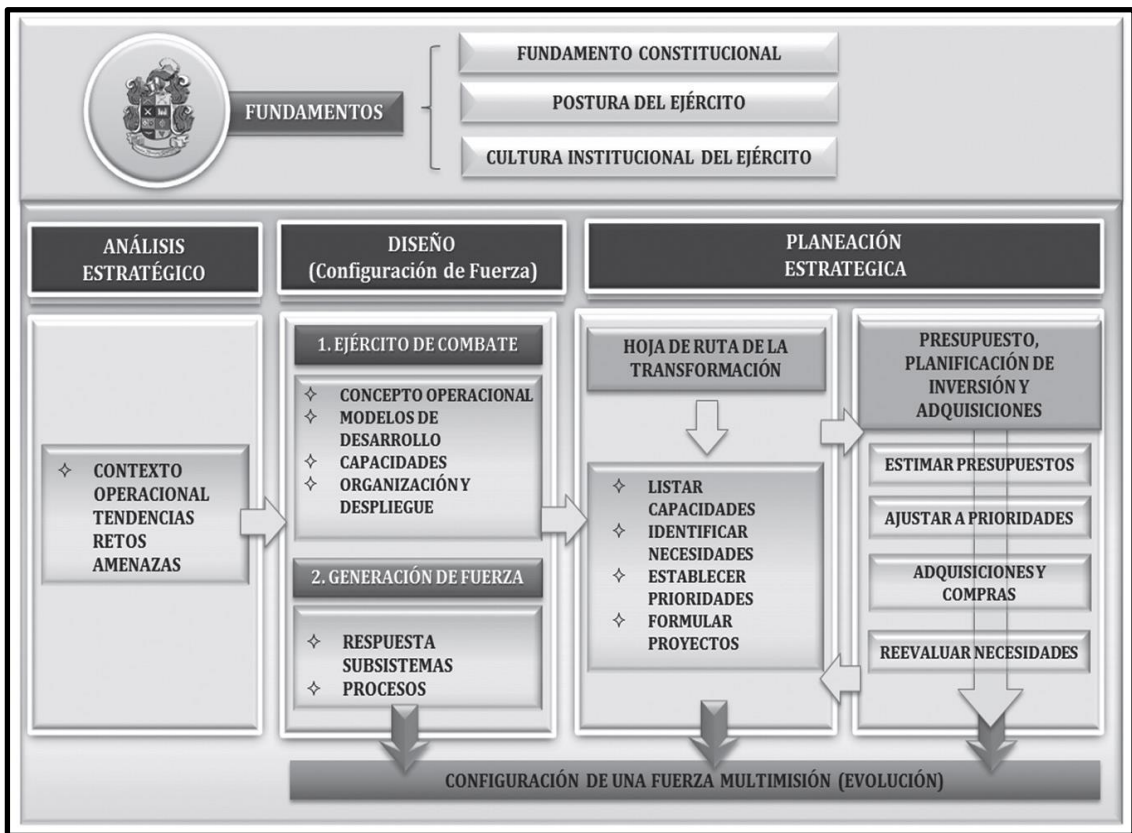 FUNDAMENTOS
FUNDAMENTO CONSTITUCIONAL
POSTURA DEL EJÉRCITO
CULTURA INSTITUCIONAL DEL EJÉRCITO
ANÁLISIS
ESTRATÉGICO
DISEÑO
(Configuración de Fuerza)
PLANEACIÓN
ESTRATEGICA
CONTEXTO
OPERACIONAL
TENDENCIAS
RETOS
AMENAZAS
1. EJÉRCITO DE COMBATE
CONCEPTO OPERACIONAL
MODELOS DE
DESARROLLO
CAPACIDADES
ORGANIZACIÓN Y
DESPLIEGUE
2. GENERACIÓN DE FUERZA
RESPUESTA
SUBSISTEMAS
PROCESOS
HOJA DE RUTA DE LA
TRANSFORMACIÓN
LISTAR
CAPACIDADES
IDENTIFICAR
NECESIDADES
ESTABLECER
PRIORIDADES
FORMULAR
PROYECTOS
PRESUPUESTO,
PLANIFICACIÓN DE
INVERSIÓN Y
ADQUISICIONES
ESTIMAR PRESUPUESTOS
AJUSTAR A PRIORIDADES
ADQUISICIONES Y
COMPRAS
REEVALUAR NECESIDADES
CONFIGURACIÓN DE UNA FUERZA MULTIMISIÓN (EVOLUCIÓN)